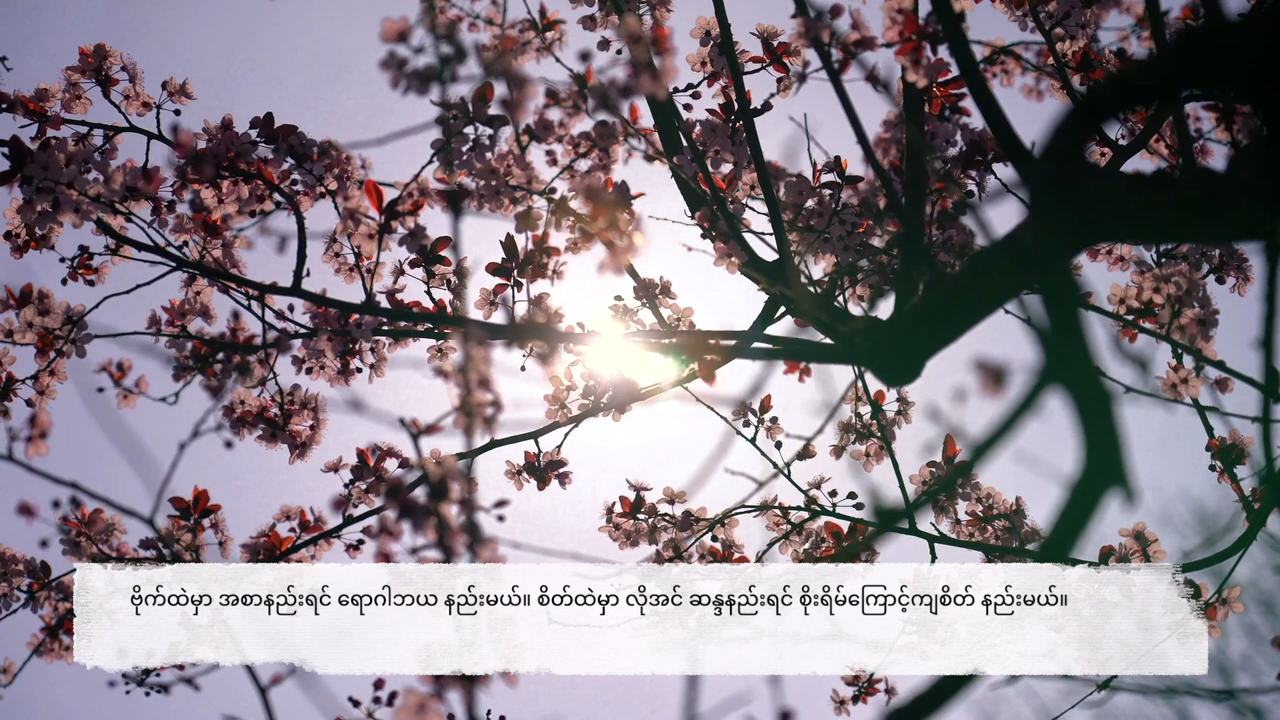 ဗိုက်ထဲမှာ အစာနည်းရင် ရောဂါဘယ နည်းမယ်။ စိတ်ထဲမှာ လိုအင် ဆန္ဒနည်းရင် စိုးရိမ်ကြောင့်ကျစိတ် နည်းမယ်။